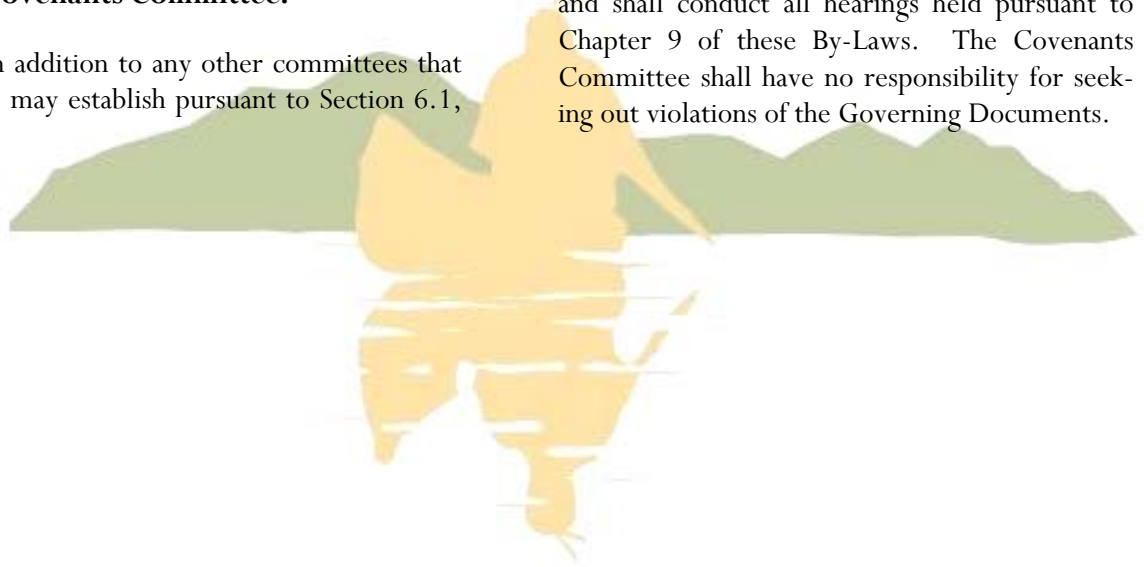 ovenants Committee.
addition to any other committees that
may establish pursuant to Section 6.1,
and shall conduct all hearings held pursuant to
Chapter 9 of these By-Laws. The Covenants
Committee shall have no responsibility for seek-
ing out violations of the Governing Documents.